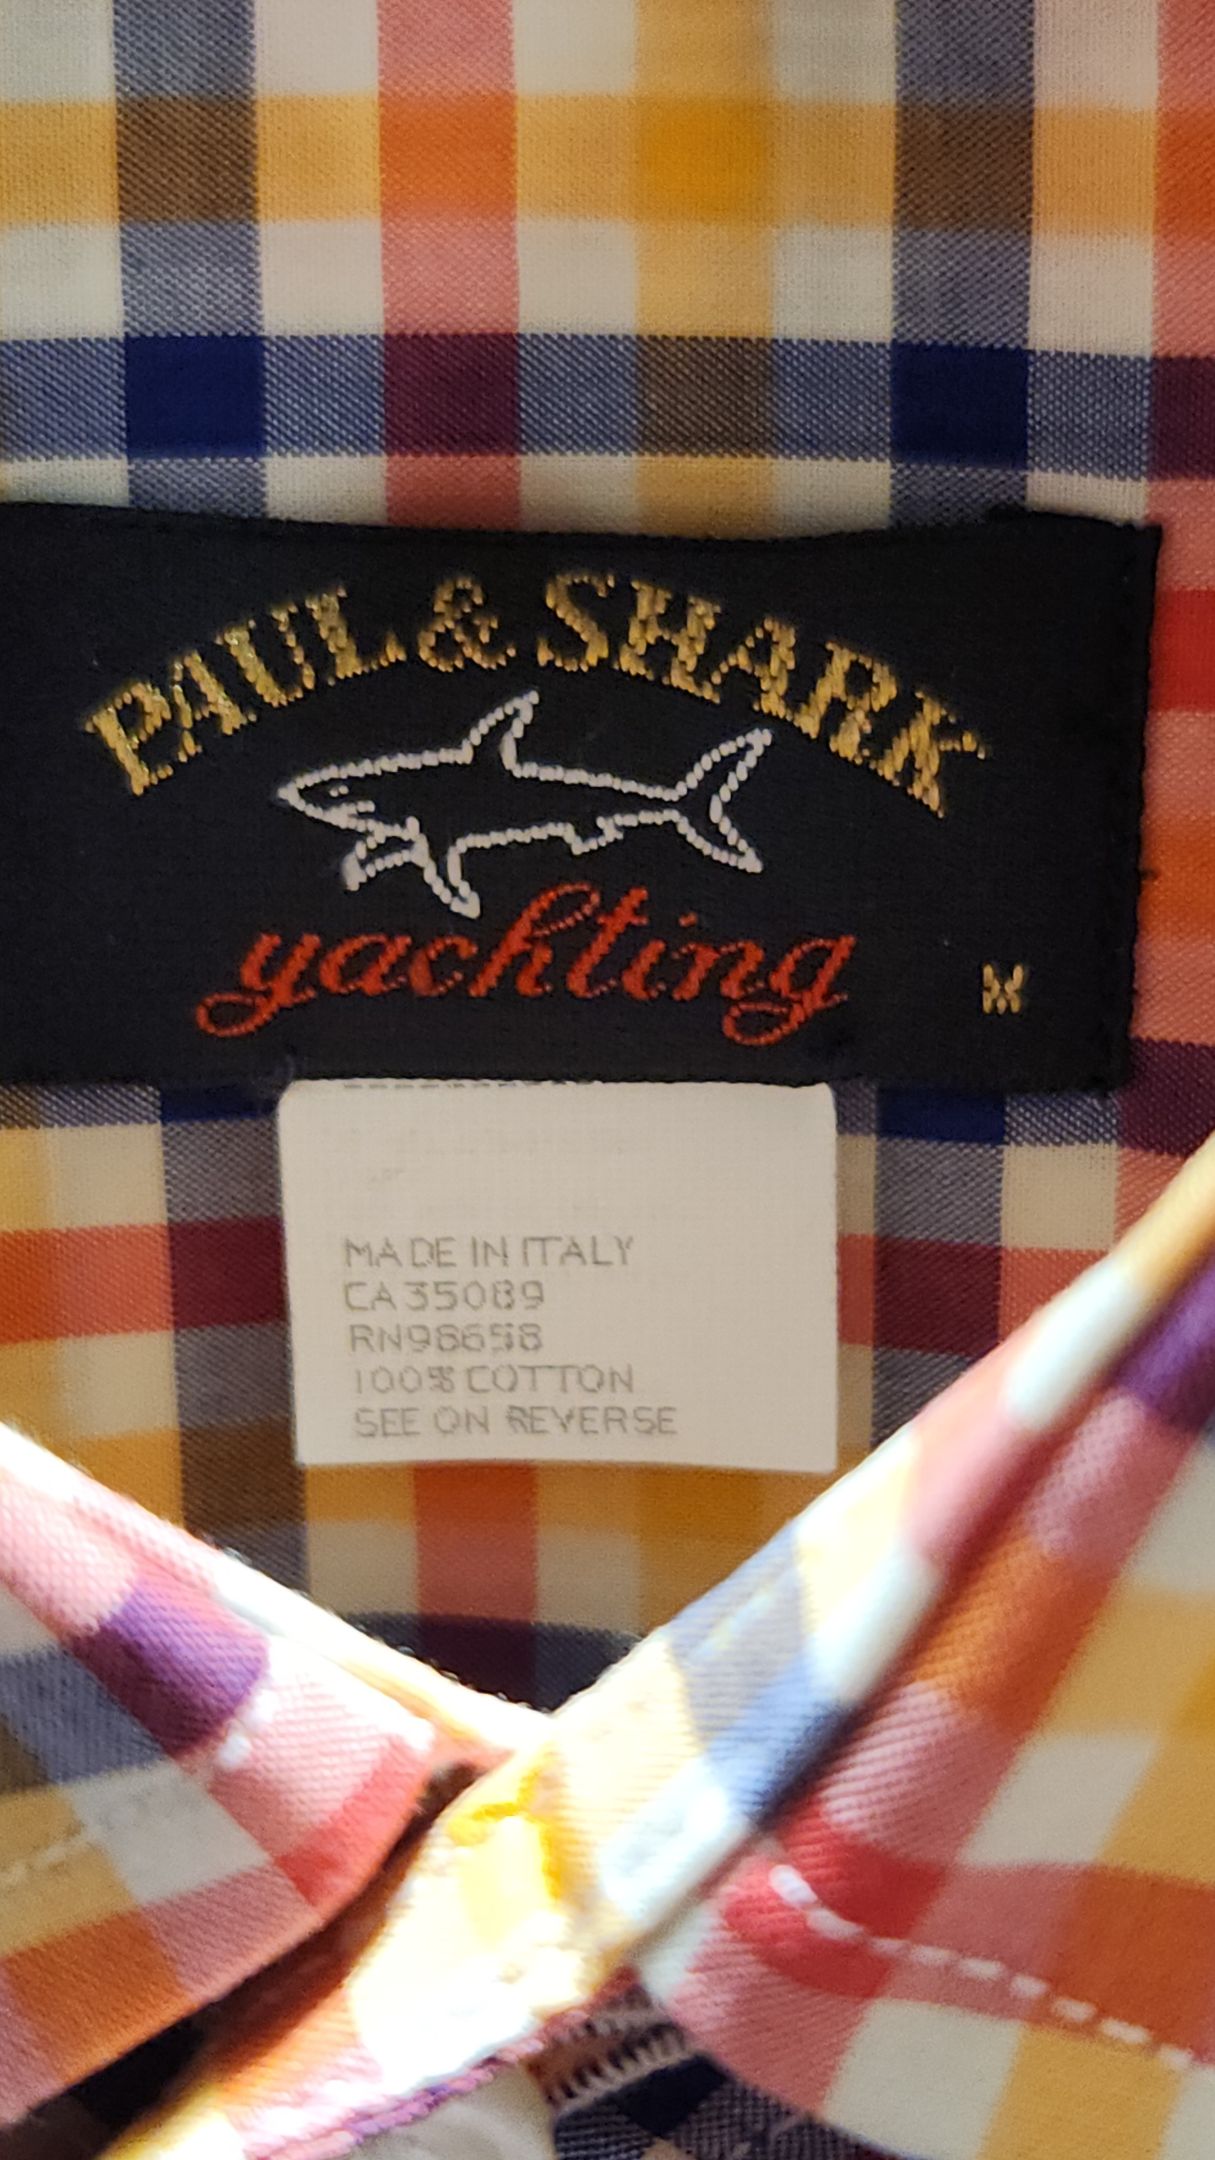 PAUL & SHARK
yachting
M
MADE IN ITALY
CA35089
RN98658
100% COTTON
SEE ON REVERSE